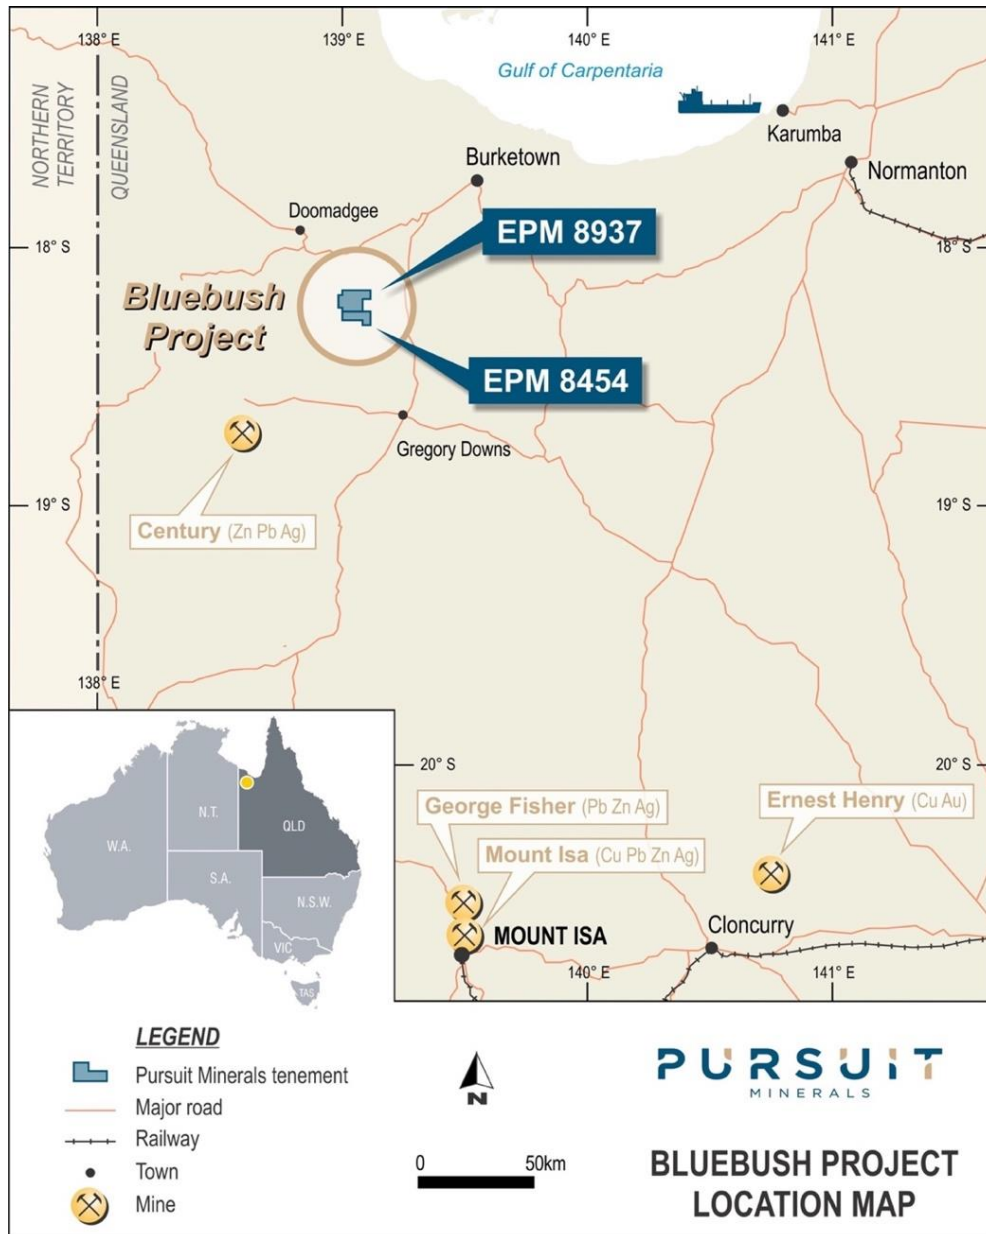 138° E
139° E
140° E
141° E
Gulf of Carpentaria
NORTHERN
TERRITORY
QUEENSLAND
Karumba
Burketown
Normanton
Doomadgee
EPM 8937
18° S
18° S
Bluebush
Project
EPM 8454
Gregory Downs
19° S
19° S
Century (Zn Pb Ag)
138° E
20° S
20° S
George Fisher (Pb Zn Ag)
Ernest Henry (Cu Au)
Mount Isa (Cu Pb Zn Ag)
MOUNT ISA
Cloncurry
140° E
141° E
N.T.
QLD
W.A.
S.A.
N.S.W.
VIC
TAS
LEGEND
Pursuit Minerals tenement
Major road
Railway
Town
Mine
N
0 50km
PURSUIT
MINERALS
BLUEBUSH PROJECT
LOCATION MAP